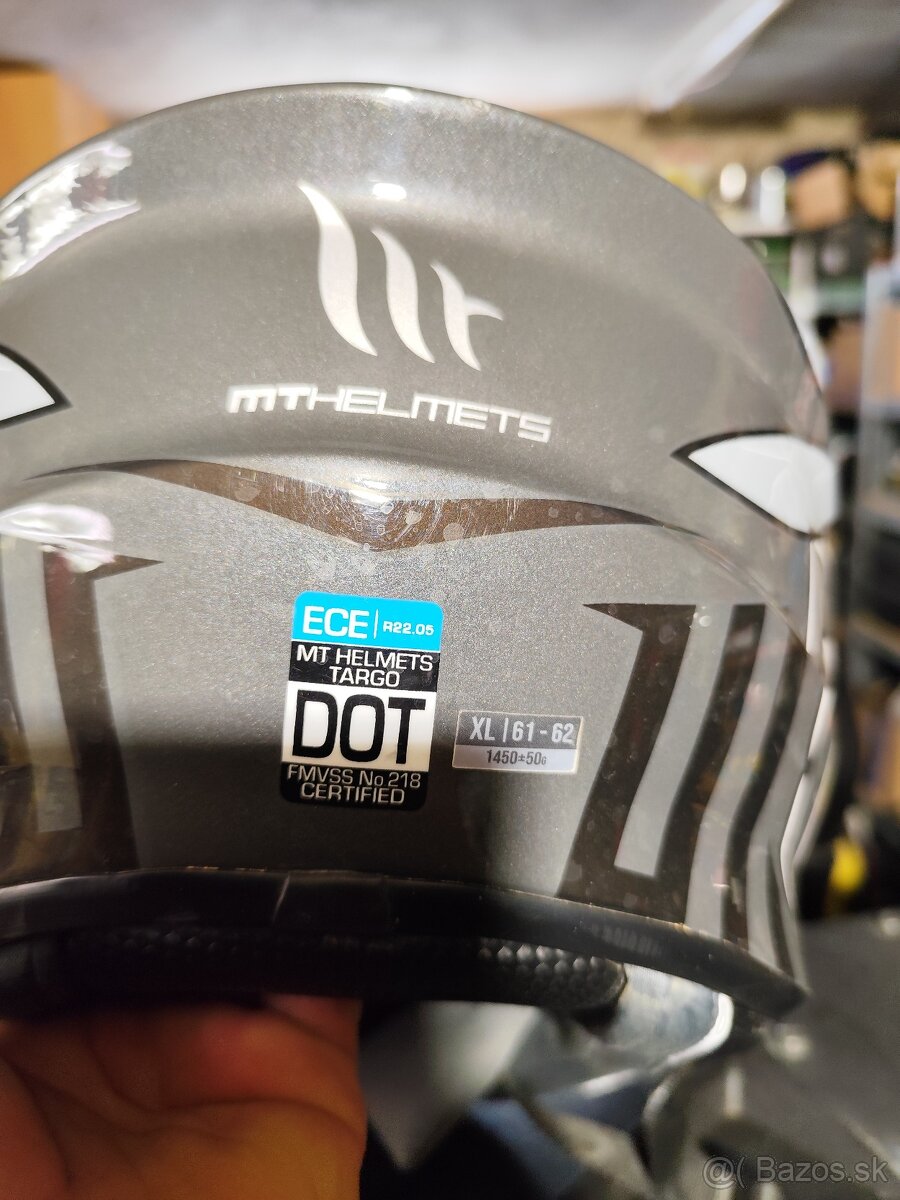 MTHELMETS
ECE | R22.05
MT HELMETS
TARGO
DOT
FMVSS No 218
CERTIFIED
XL | 61 - 62
1450±50G
@( Bazos.sk